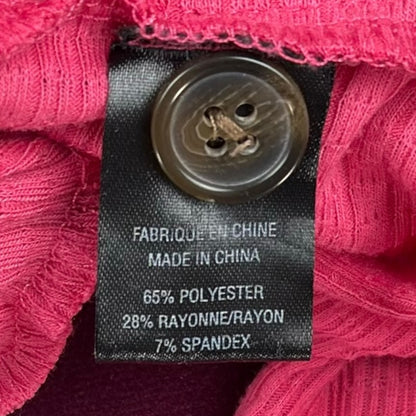 FABRIQUE EN CHINE
MADE IN CHINA
65% POLYESTER
28% RAYONNE/RAYON
7% SPANDEX